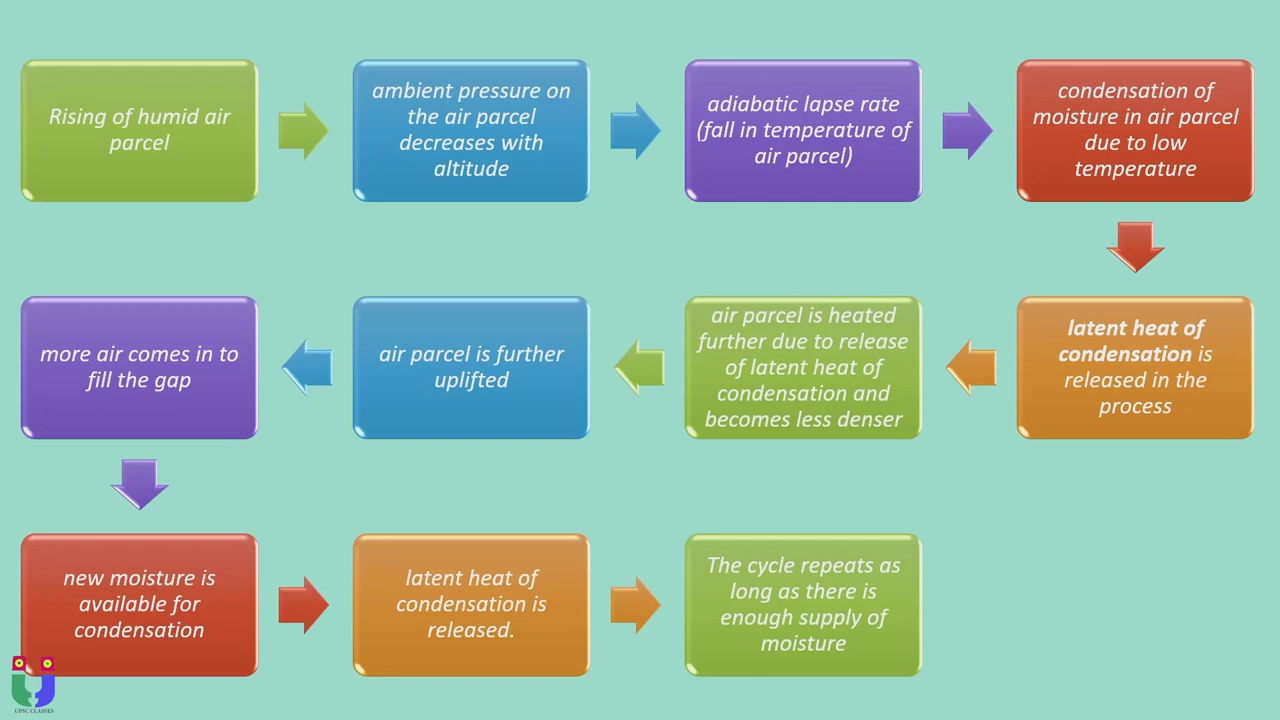 Rising of humid air
parcel
ambient pressure on
the air parcel
decreases with
altitude
adiabatic lapse rate
(fall in temperature of
air parcel)
condensation of
moisture in air parcel
due to low
temperature
latent heat of
condensation is
released in the
process
air parcel is heated
further due to release
of latent heat of
condensation and
becomes less denser
air parcel is further
uplifted
more air comes in to
fill the gap
new moisture is
available for
condensation
latent heat of
condensation is
released.
The cycle repeats as
long as there is
enough supply of
moisture
UPSC CLASSES